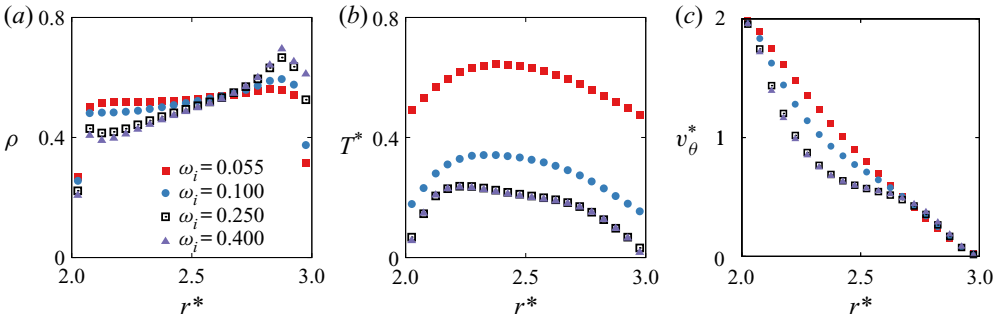 (a)
0.8
0.4
0
ρ
ω_i = 0.055
ω_i = 0.100
ω_i = 0.250
ω_i = 0.400
2.0 2.5 3.0
r*
(b)
0.8
0.4
0
T*
2.0 2.5 3.0
r*
(c)
2
1
0
v*_θ
2.0 2.5 3.0
r*